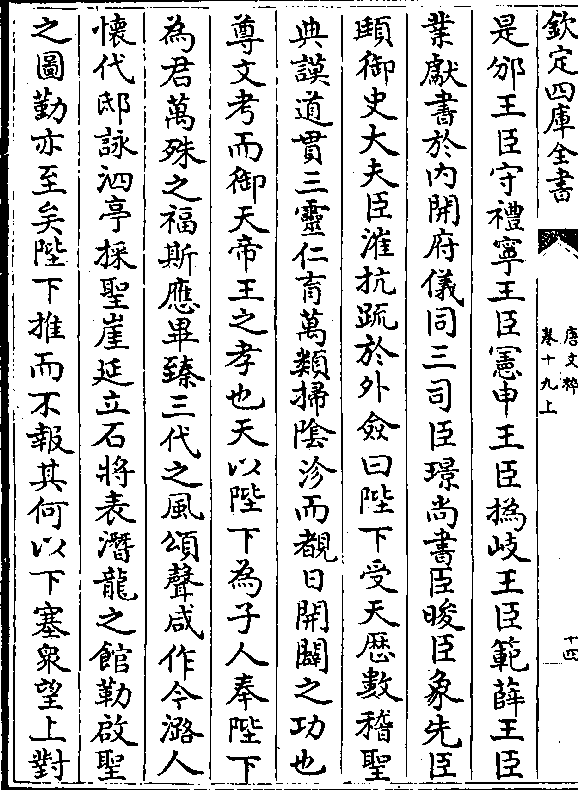 欽定四庫全書
唐文粹
卷十九上
十四
是邠王臣守禮寧王臣憲申王臣撝岐王臣範薛王臣
業獻書於内開府儀同三司臣璟尚書臣晙臣象先臣
頲御史大夫臣漼抗疏於外僉曰陛下受天歴數稽聖
典謨道貫三靈仁育萬類掃陰沴而覩日開闢之功也
尊文考而御天帝王之孝也天以陛下為子人奉陛下
為君萬殊之福斯應畢臻三代之風頌聲咸作今潞人
懷代邸詠泗亭採聖崖延立石將表潛龍之館勒啟聖
之圖勤亦至矣陛下推而不報其何以下塞衆望上對